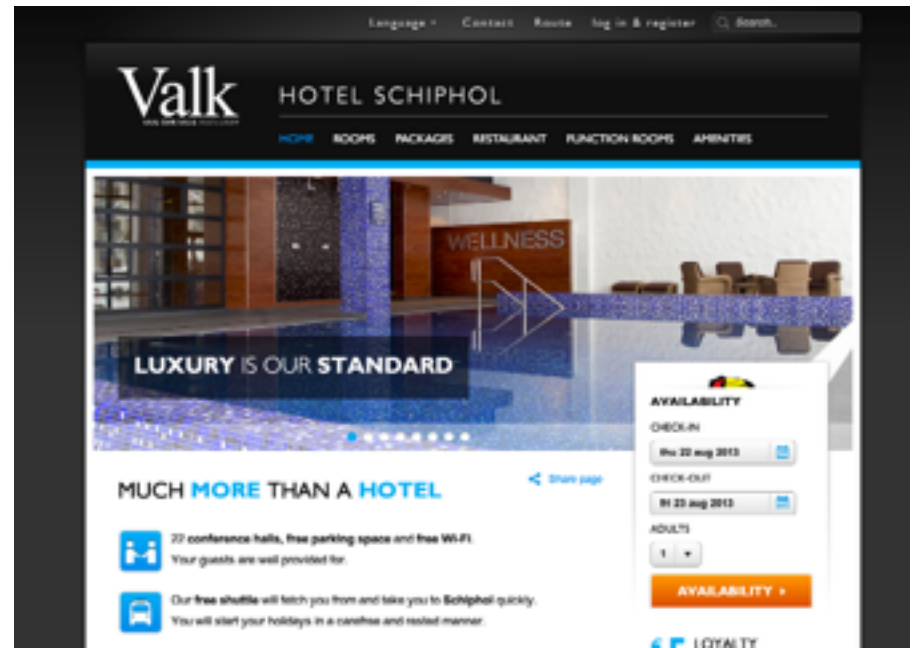 Language
Contact
Route
log in & register
Search..
Valk
HOTEL SCHIPHOL
HOME ROOMS PACKAGES RESTAURANT FUNCTION ROOMS AMENITIES
WELLNESS
LUXURY IS OUR STANDARD
AVAILABILITY
CHECK-IN
thu 22 aug 2013
CHECK-OUT
fri 23 aug 2013
ADULTS
1
AVAILABILITY
Share page
MUCH MORE THAN A HOTEL
22 conference halls, free parking space and free Wi-Fi.
Your guests are well provided for.
Our free shuttle will fetch you from and take you to Schiphol quickly.
You will start your holidays in a carefree and rested manner.
LOYALTY